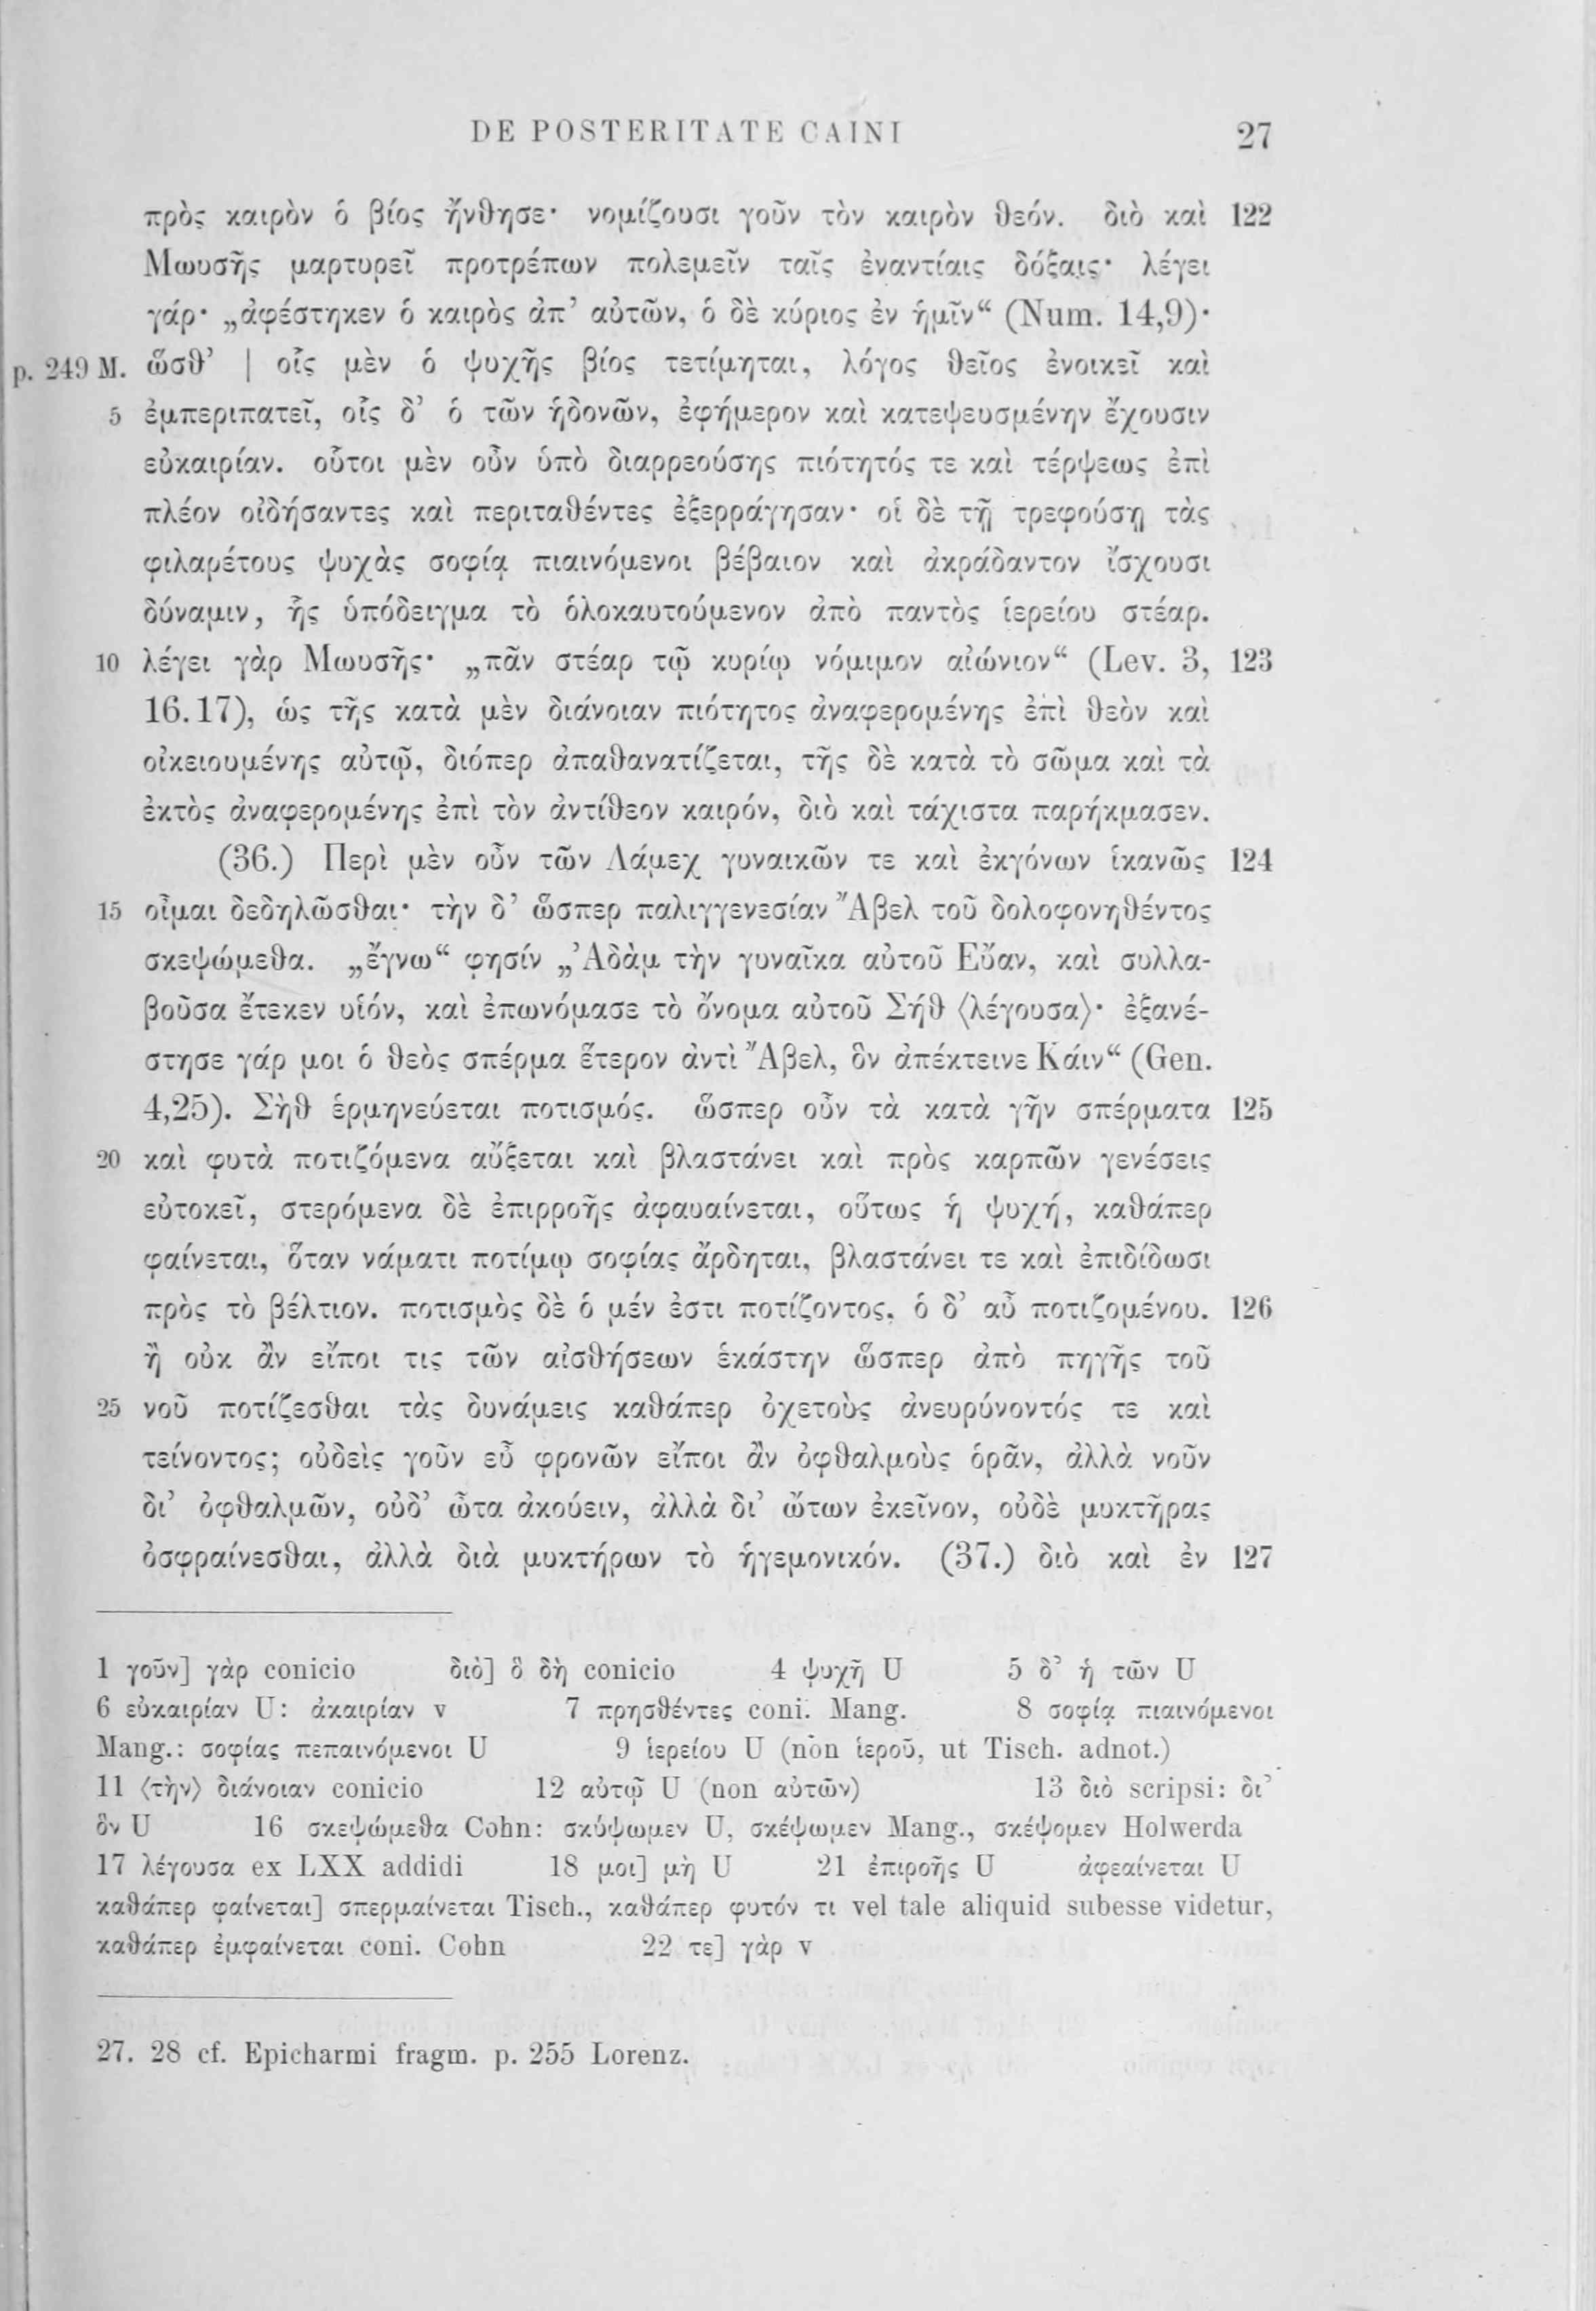 DE POSTERITATE CAINI 27
πρὸς καιρὸν ὁ βίος ἤνθησε· νομίζουσι γοῦν τὸν καιρὸν θεόν. διὸ καὶ 122
Μωυσῆς μαρτυρεῖ προτρέπων πολεμεῖν ταῖς ἐναντίαις δόξαις· λέγει
γάρ· „ἀφέστηκεν ὁ καιρὸς ἀπ’ αὐτῶν, ὁ δὲ κύριος ἐν ἡμῖν“ (Num. 14,9)·
p. 249 M. ὥσθ’ | οἷς μὲν ὁ ψυχῆς βίος τετίμηται, λόγος θεῖος ἐνοικεῖ καὶ
5 ἐμπεριπατεῖ, οἷς δ’ ὁ τῶν ἡδονῶν, ἐφήμερον καὶ κατεψευσμένην ἔχουσιν
εὐκαιρίαν. οὗτοι μὲν οὖν ὑπὸ διαρρεούσης πιότητός τε καὶ τέρψεως ἐπὶ
πλέον οἰδήσαντες καὶ περιταθέντες ἐξερράγησαν· οἱ δὲ τῇ τρεφούσῃ τὰς
φιλαρέτους ψυχὰς σοφίᾳ πιαινόμενοι βέβαιον καὶ ἀκράδαντον ἴσχουσι
δύναμιν, ἧς ὑπόδειγμα τὸ ὁλοκαυτούμενον ἀπὸ παντὸς ἱερείου στέαρ.
10 λέγει γὰρ Μωυσῆς· „πᾶν στέαρ τῷ κυρίῳ νόμιμον αἰώνιον“ (Lev. 3, 123
16.17), ὡς τῆς κατὰ μὲν διάνοιαν πιότητος ἀναφερομένης ἐπὶ θεὸν καὶ
οἰκειουμένης αὐτῷ, διόπερ ἀπαθανατίζεται, τῆς δὲ κατὰ τὸ σῶμα καὶ τὰ
ἐκτὸς ἀναφερομένης ἐπὶ τὸν ἀντίθεον καιρόν, διὸ καὶ τάχιστα παρήκμασεν.
(36.) Περὶ μὲν οὖν τῶν Λάμεχ γυναικῶν τε καὶ ἐκγόνων ἱκανῶς 124
15 οἶμαι δεδηλῶσθαι· τὴν δ’ ὥσπερ παλιγγενεσίαν Ἄβελ τοῦ δολοφονηθέντος
σκεψώμεθα. „ἔγνω“ φησίν „Ἀδὰμ τὴν γυναῖκα αὐτοῦ Εὔαν, καὶ συλλα-
βοῦσα ἔτεκεν υἱόν, καὶ ἐπωνόμασε τὸ ὄνομα αὐτοῦ Σήθ ⟨λέγουσα⟩· ἐξανέ-
στησε γάρ μοι ὁ θεὸς σπέρμα ἕτερον ἀντὶ Ἄβελ, ὃν ἀπέκτεινε Κάιν“ (Gen.
4,25). Σὴθ ἑρμηνεύεται ποτισμός. ὥσπερ οὖν τὰ κατὰ γῆν σπέρματα 125
20 καὶ φυτὰ ποτιζόμενα αὔξεται καὶ βλαστάνει καὶ πρὸς καρπῶν γενέσεις
εὐτοκεῖ, στερόμενα δὲ ἐπιρροῆς ἀφαυαίνεται, οὕτως ἡ ψυχή, καθάπερ
φαίνεται, ὅταν νάματι ποτίμῳ σοφίας ἄρδηται, βλαστάνει τε καὶ ἐπιδίδωσι
πρὸς τὸ βέλτιον. ποτισμὸς δὲ ὁ μέν ἐστι ποτίζοντος, ὁ δ’ αὖ ποτιζομένου. 126
ἢ οὐκ ἂν εἴποι τις τῶν αἰσθήσεων ἑκάστην ὥσπερ ἀπὸ πηγῆς τοῦ
25 νοῦ ποτίζεσθαι τὰς δυνάμεις καθάπερ ὀχετοὺς ἀνευρύνοντός τε καὶ
τείνοντος; οὐδεὶς γοῦν εὖ φρονῶν εἴποι ἂν ὀφθαλμοὺς ὁρᾶν, ἀλλὰ νοῦν
δι’ ὀφθαλμῶν, οὐδ’ ὦτα ἀκούειν, ἀλλὰ δι’ ὤτων ἐκεῖνον, οὐδὲ μυκτῆρας
ὀσφραίνεσθαι, ἀλλὰ διὰ μυκτήρων τὸ ἡγεμονικόν. (37.) διὸ καὶ ἐν 127
1 γοῦν] γὰρ conicio διὸ] ὃ δὴ conicio 4 ψυχῇ U 5 δ’ ἡ τῶν U
6 εὐκαιρίαν U: ἀκαιρίαν v 7 πρησθέντες coni. Mang. 8 σοφίᾳ πιαινόμενοι
Mang.: σοφίας πεπαινόμενοι U 9 ἱερείου U (non ἱεροῦ, ut Tisch. adnot.)
11 ⟨τὴν⟩ διάνοιαν conicio 12 αὐτῷ U (non αὐτῶν) 13 διὸ scripsi: δι’
ὃν U 16 σκεψώμεθα Cohn: σκύψωμεν U, σκέψωμεν Mang., σκέψομεν Holwerda
17 λέγουσα ex LXX addidi 18 μοι] μὴ U 21 ἐπιροῆς U ἀφεαίνεται U
καθάπερ φαίνεται] σπερμαίνεται Tisch., καθάπερ φυτόν τι vel tale aliquid subesse videtur,
καθάπερ ἐμφαίνεται coni. Cohn 22 τε] γὰρ v
27. 28 cf. Epicharmi fragm. p. 255 Lorenz.